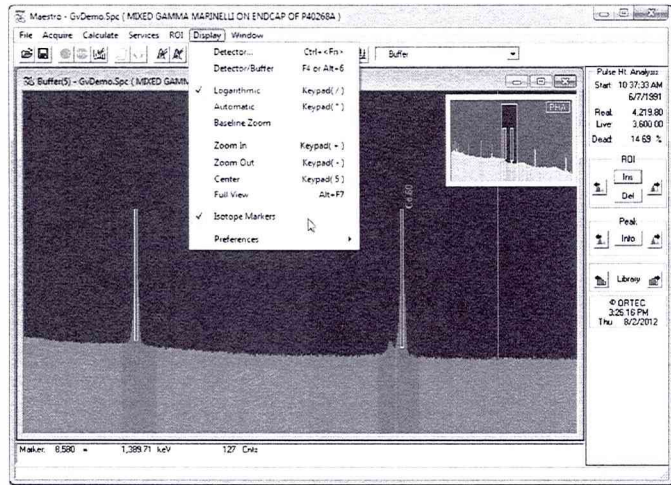 Maestro - GvDemo.Spc ( MIXED GAMMA MARINELLI ON ENDCAP OF P40268A )
File Acquire Calculate Services ROI Display Window
Buffer
Buffer(5) - GvDemo.Spc ( MIXED GAMM
Detector... Ctrl+<Fn>
Detector/Buffer F4 or Alt+6
✓ Logarithmic Keypad( / )
Automatic Keypad( * )
Baseline Zoom
Zoom In Keypad( + )
Zoom Out Keypad( - )
Center Keypad( 5 )
Full View Alt+F7
✓ Isotope Markers
Preferences
PHA
Co 60
Pulse Ht. Analysis
Start: 10:37:33 AM
6/7/1991
Real: 4,219.80
Live: 3,600.00
Dead: 14.69 %
ROI
Ins
Del
Peak
Info
Library
© ORTEC
3:25:16 PM
Thu 8/2/2012
Marker: 8,580 = 1,389.71 keV 127 Cnts